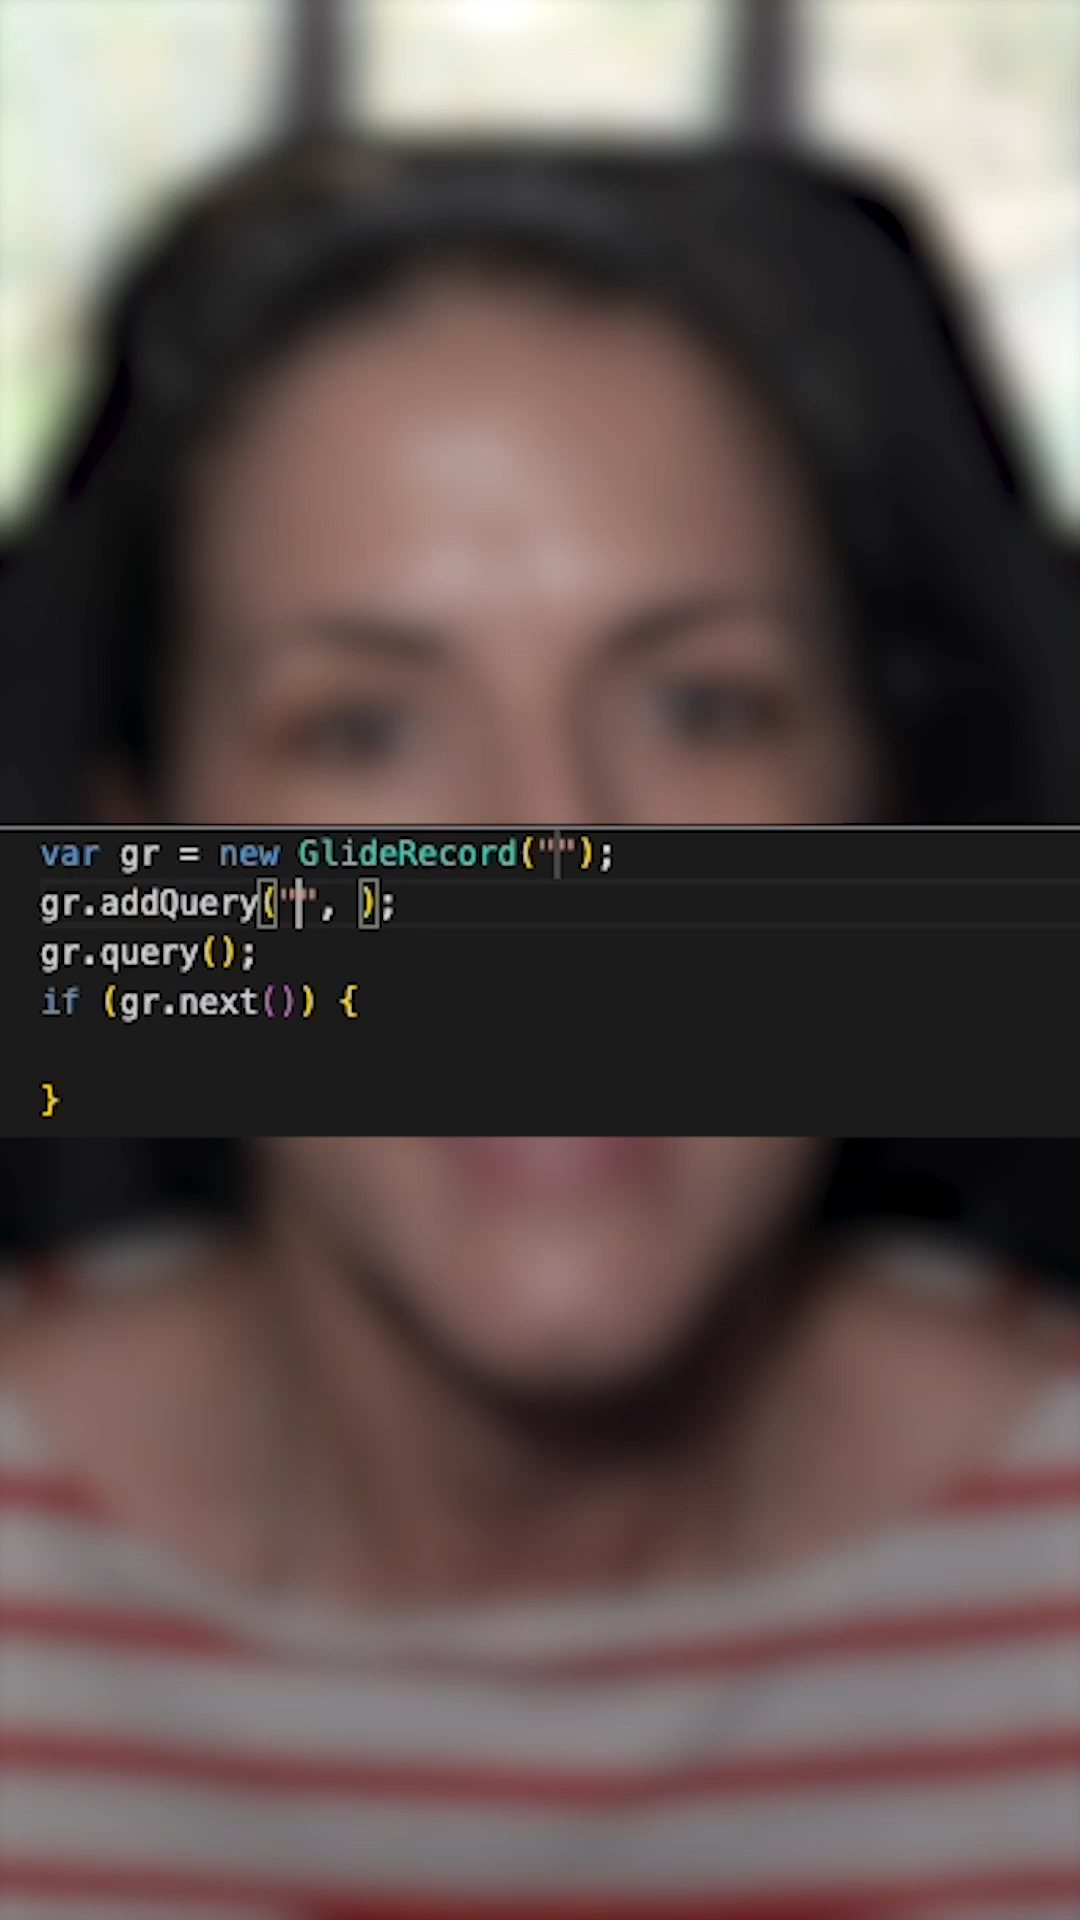 var gr = new GlideRecord("");
gr.addQuery("", );
gr.query();
if (gr.next()) {
}